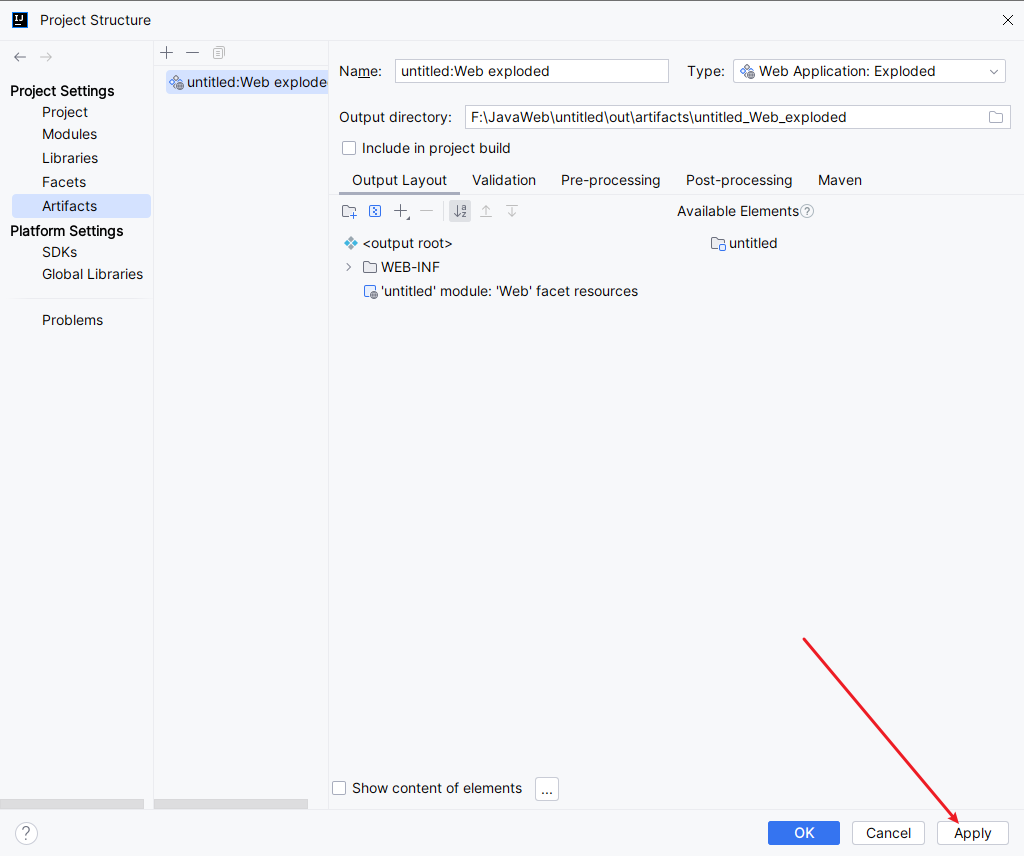 Project Structure
Project Settings
Project
Modules
Libraries
Facets
Artifacts
Platform Settings
SDKs
Global Libraries
Problems
untitled:Web explode
Name: untitled:Web exploded Type: Web Application: Exploded
Output directory: F:\JavaWeb\untitled\out\artifacts\untitled_Web_exploded
Include in project build
Output Layout Validation Pre-processing Post-processing Maven
Available Elements ?
<output root> untitled
WEB-INF
'untitled' module: 'Web' facet resources
Show content of elements ...
? OK Cancel Apply